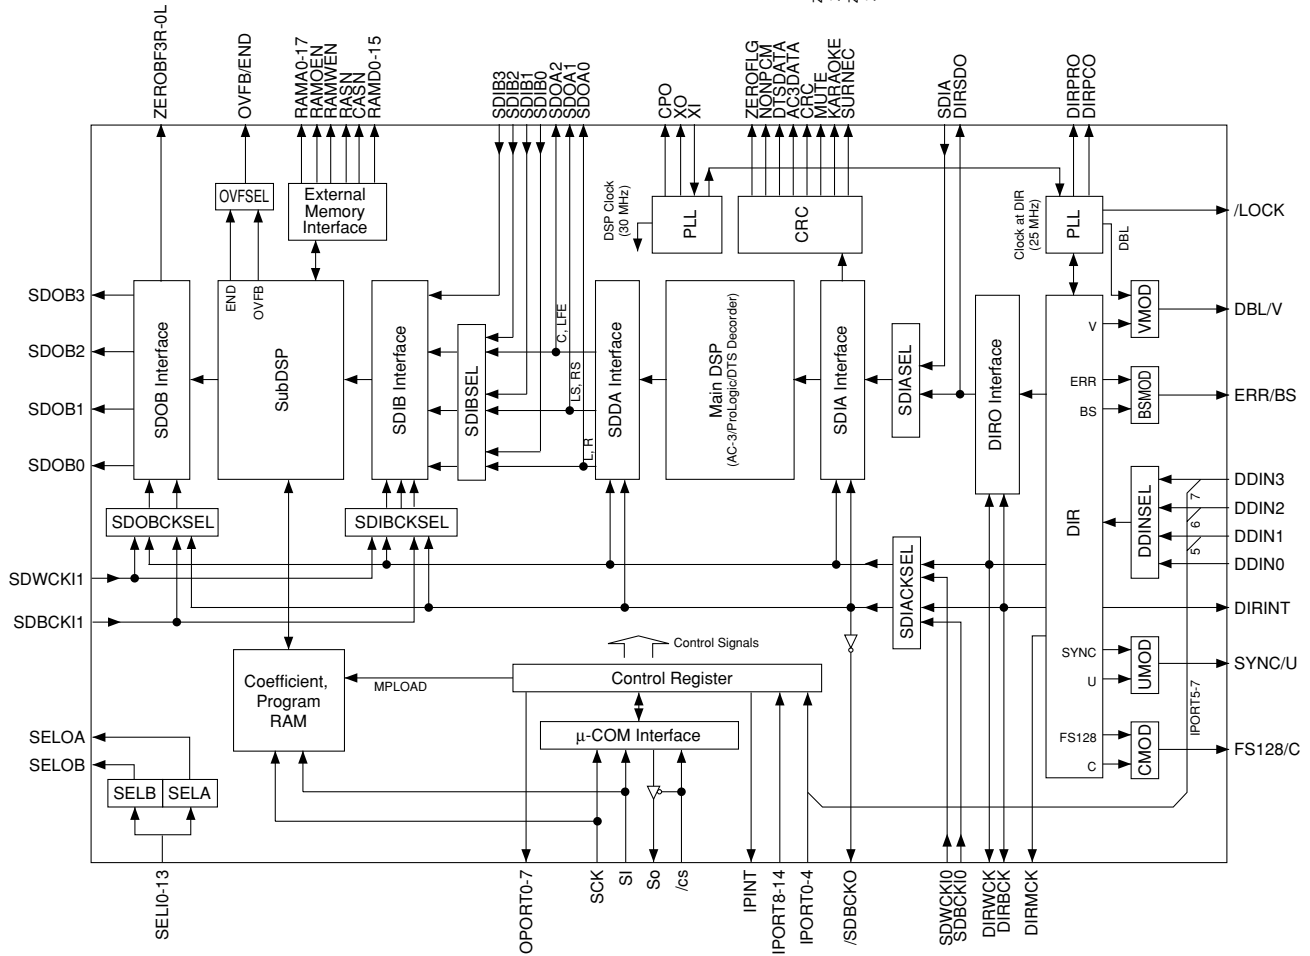 ZEROBF3R-0L
OVFB/END
RAMA0-17
RAMOEN
RAMWEN
RASN
CASN
RAMD0-15
SDIB3
SDIB2
SDIB1
SDIB0
SDOA2
SDOA1
SDOA0
CPO
XO
XI
ZEROFLG
NONPCM
DTSDATA
AC3DATA
CRC
MUTE
KARAOKE
SURNEC
SDIA
DIRSDO
DIRPRO
DIRPCO
OVFSEL
External
Memory
Interface
DSP Clock
(30 MHz)
PLL
CRC
Clock at DIR
(25 MHz)
PLL
DBL
/LOCK
SDOB3
SDOB2
SDOB1
SDOB0
SDOB Interface
END
OVFB
SubDSP
SDIB Interface
SDIBSEL
C, LFE
LS, RS
L, R
SDDA Interface
Main DSP
(AC-3/ProLogic/DTS Decorder)
SDIA Interface
SDIASEL
DIRO Interface
DIR
V
VMOD
DBL/V
ERR
BS
BSMOD
ERR/BS
DDINSEL
DDIN3
DDIN2
DDIN1
DDIN0
7
6
5
SDOBCKSEL
SDIBCKSEL
SDWCKI1
SDBCKI1
SDIACKSEL
DIRINT
Control Signals
Coefficient,
Program
RAM
MPLOAD
Control Register
μ-COM Interface
SYNC
U
UMOD
SYNC/U
IPORT5-7
FS128
C
CMOD
FS128/C
SELOA
SELOB
SELB
SELA
SELI0-13
OPORT0-7
SCK
SI
So
/cs
IPINT
IPORT8-14
IPORT0-4
/SDBCKO
SDWCKI0
SDBCKI0
DIRWCK
DIRBCK
DIRMCK